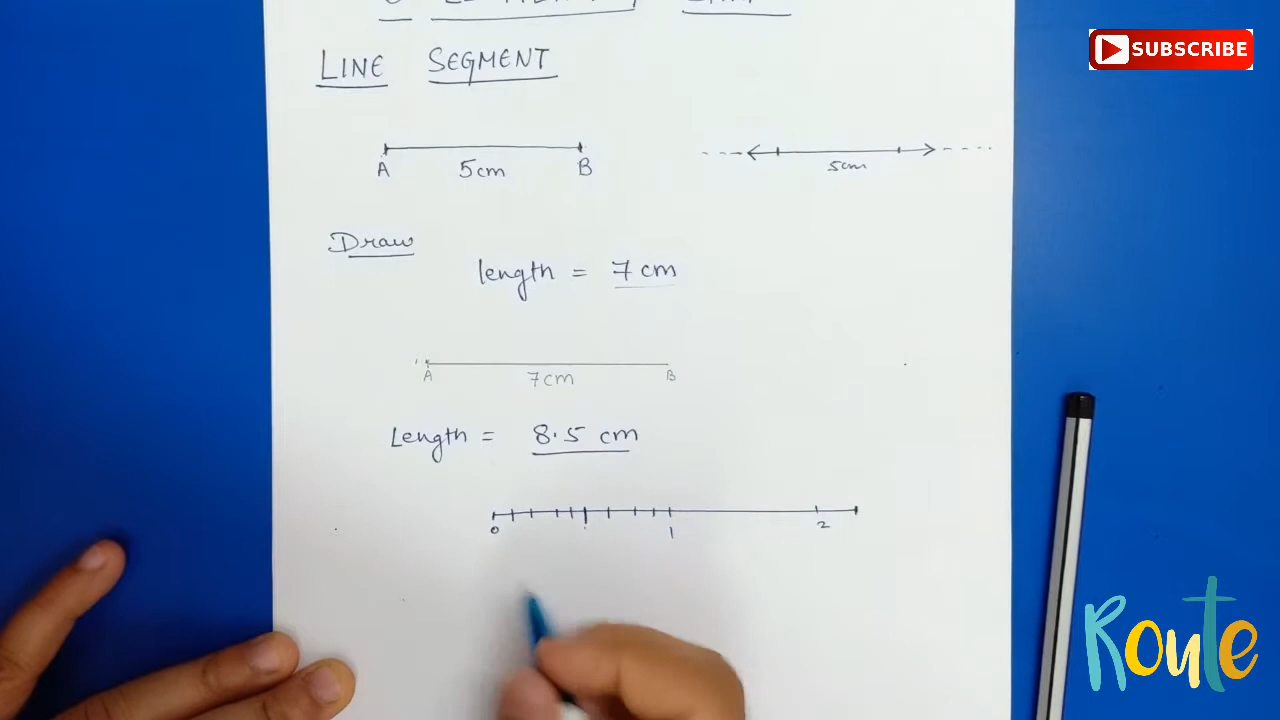 LINE SEGMENT
A 5cm B
5cm
Draw
length = 7 cm
A 7cm B
Length = 8.5 cm
0 1 2
SUBSCRIBE
Route